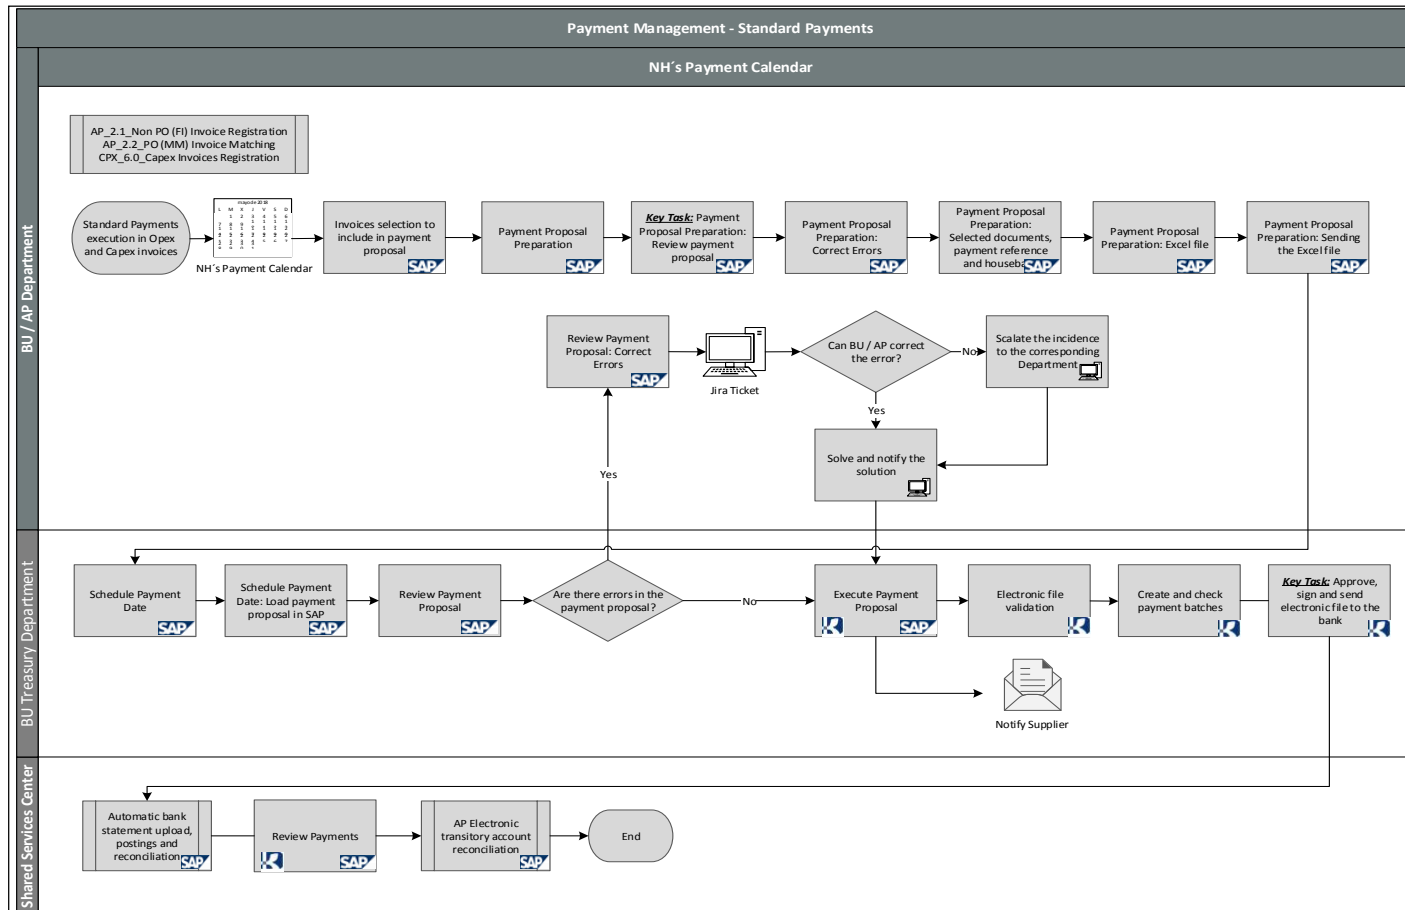 Payment Management - Standard Payments
NH´s Payment Calendar
BU / AP Department
AP_2.1_Non PO (FI) Invoice Registration
AP_2.2_PO (MM) Invoice Matching
CPX_6.0_Capex Invoices Registration
Standard Payments
execution in Opex
and Capex invoices
mayo de 2018
L M X J V S D
NH´s Payment Calendar
Invoices selection to
include in payment
proposal
SAP
Payment Proposal
Preparation
SAP
Key Task: Payment
Proposal Preparation:
Review payment
proposal
SAP
Payment Proposal
Preparation:
Correct Errors
SAP
Payment Proposal
Preparation:
Selected documents,
payment reference
and houseba
SAP
Payment Proposal
Preparation: Excel file
SAP
Payment Proposal
Preparation: Sending
the Excel file
SAP
Review Payment
Proposal: Correct
Errors
SAP
Jira Ticket
Can BU / AP correct
the error?
No
Scalate the incidence
to the corresponding
Department
Yes
Solve and notify the
solution
Yes
BU Treasury Department
Schedule Payment
Date
SAP
Schedule Payment
Date: Load payment
proposal in SAP
SAP
Review Payment
Proposal
SAP
Are there errors in the
payment proposal?
No
Execute Payment
Proposal
SAP
Electronic file
validation
Create and check
payment batches
Key Task: Approve,
sign and send
electronic file to the
bank
Notify Supplier
Shared Services Center
Automatic bank
statement upload,
postings and
reconciliation
SAP
Review Payments
SAP
AP Electronic
transitory account
reconciliation
SAP
End